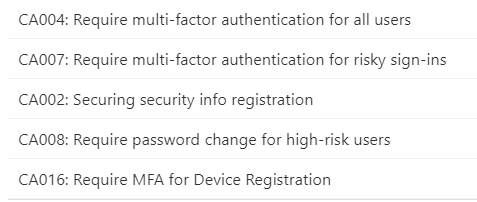 CA004: Require multi-factor authentication for all users
CA007: Require multi-factor authentication for risky sign-ins
CA002: Securing security info registration
CA008: Require password change for high-risk users
CA016: Require MFA for Device Registration